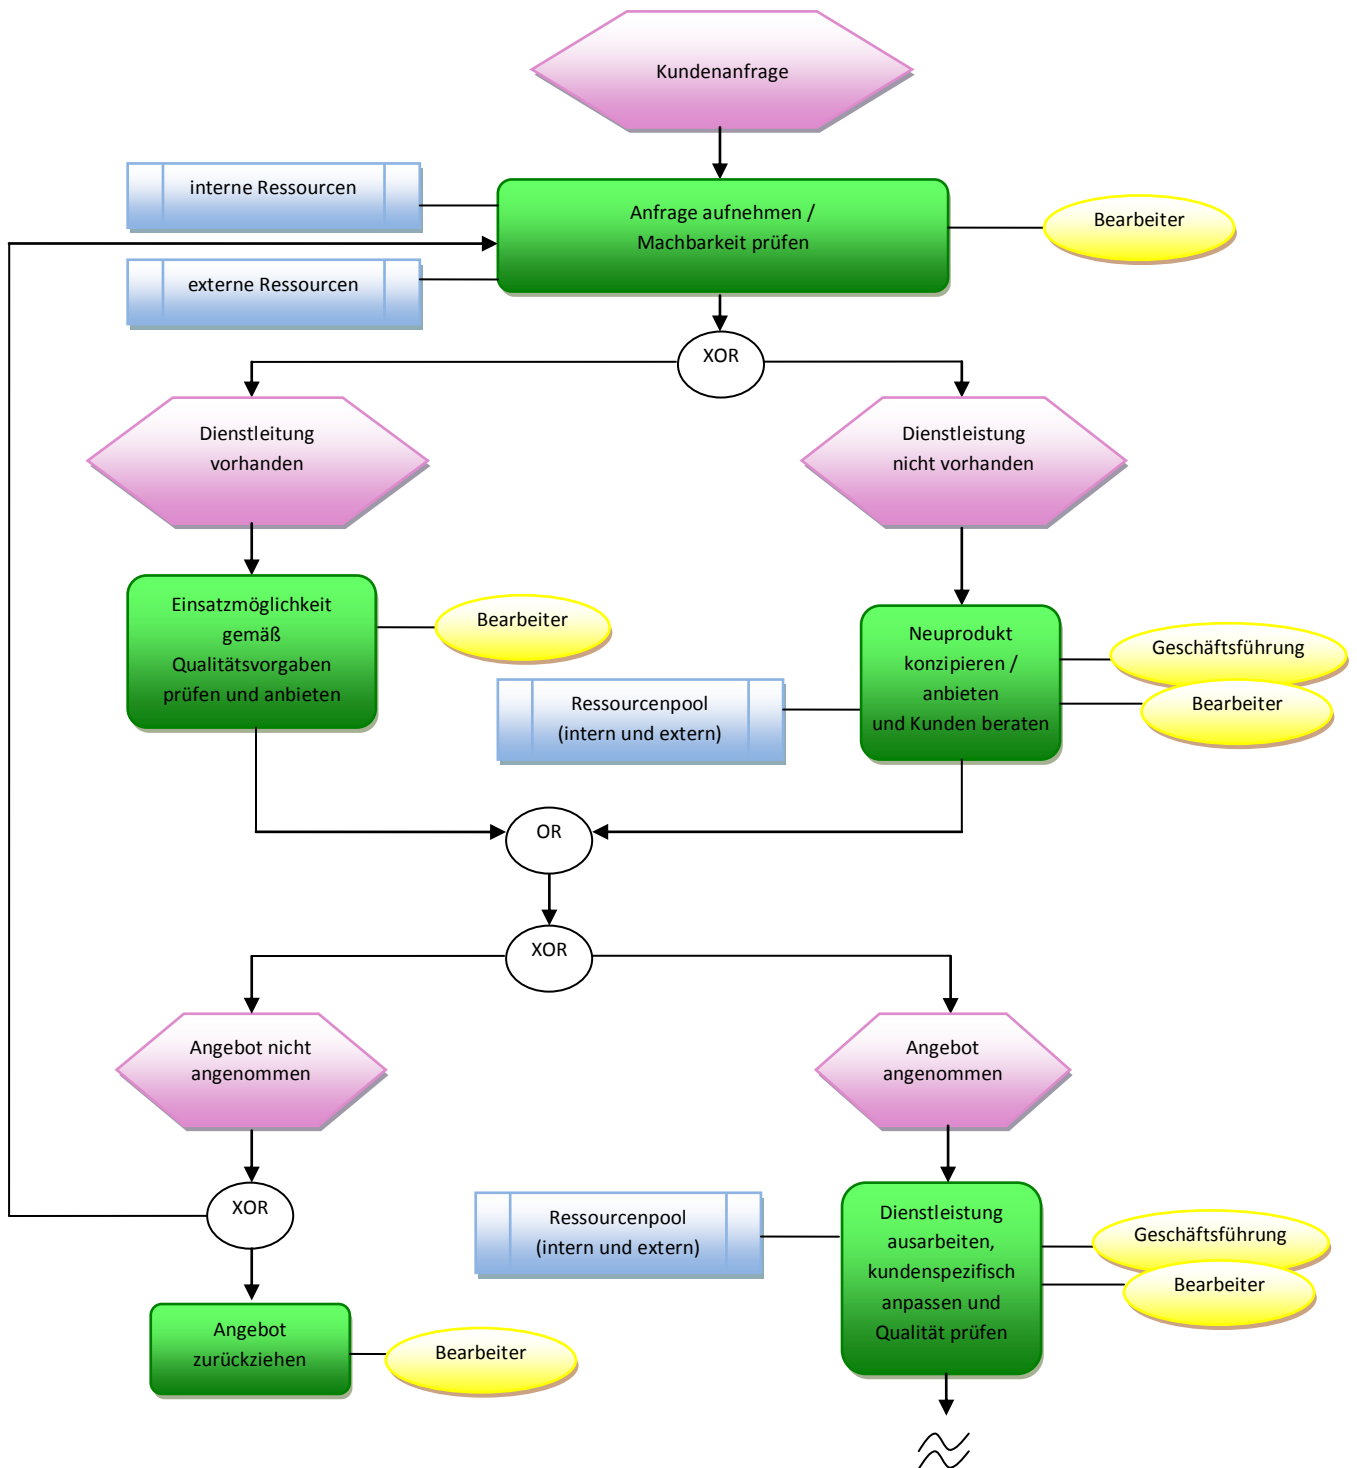 Kundenanfrage
interne Ressourcen
Anfrage aufnehmen /
Machbarkeit prüfen
Bearbeiter
externe Ressourcen
XOR
Dienstleitung
vorhanden
Dienstleistung
nicht vorhanden
Einsatzmöglichkeit
gemäß
Qualitätsvorgaben
prüfen und anbieten
Bearbeiter
Neuprodukt
konzipieren /
anbieten
und Kunden beraten
Geschäftsführung
Bearbeiter
Ressourcenpool
(intern und extern)
OR
XOR
Angebot nicht
angenommen
Angebot
angenommen
XOR
Ressourcenpool
(intern und extern)
Dienstleistung
ausarbeiten,
kundenspezifisch
anpassen und
Qualität prüfen
Geschäftsführung
Bearbeiter
Angebot
zurückziehen
Bearbeiter